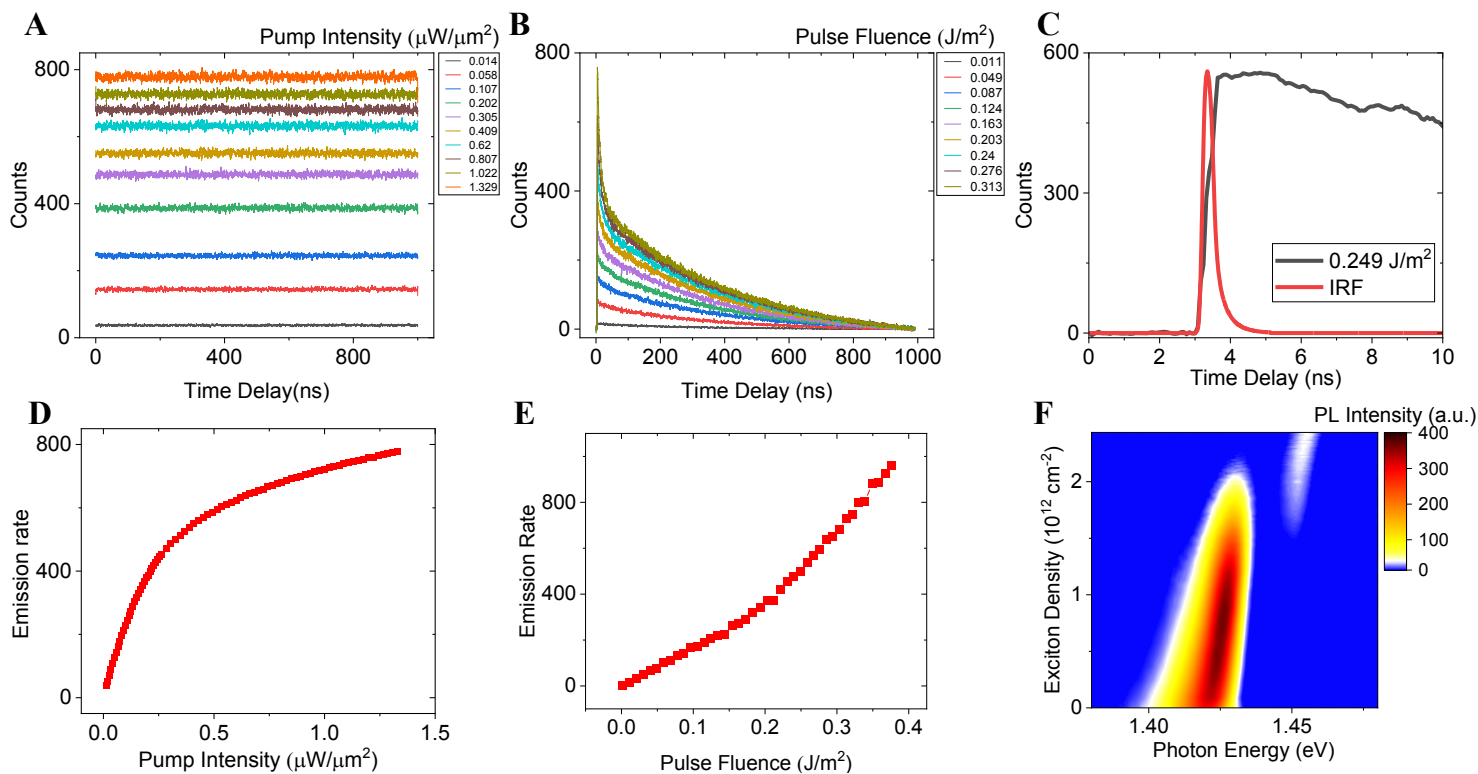 A
Pump Intensity (μW/μm²)
800
400
0
Counts
0
400
800
Time Delay(ns)
0.014
0.058
0.107
0.202
0.305
0.409
0.62
0.807
1.022
1.329
B
Pulse Fluence (J/m²)
800
400
0
Counts
0
200
400
600
800
1000
Time Delay (ns)
0.011
0.049
0.087
0.124
0.163
0.203
0.24
0.276
0.313
C
600
300
0
Counts
0.249 J/m²
IRF
0
2
4
6
8
10
Time Delay (ns)
D
800
400
0
Emission rate
0.0
0.5
1.0
1.5
Pump Intensity (μW/μm²)
E
800
400
0
Emission Rate
0.0
0.1
0.2
0.3
0.4
Pulse Fluence (J/m²)
F
PL Intensity (a.u.)
400
300
200
100
0
2
1
0
Exciton Density (10¹² cm⁻²)
1.40
1.45
Photon Energy (eV)